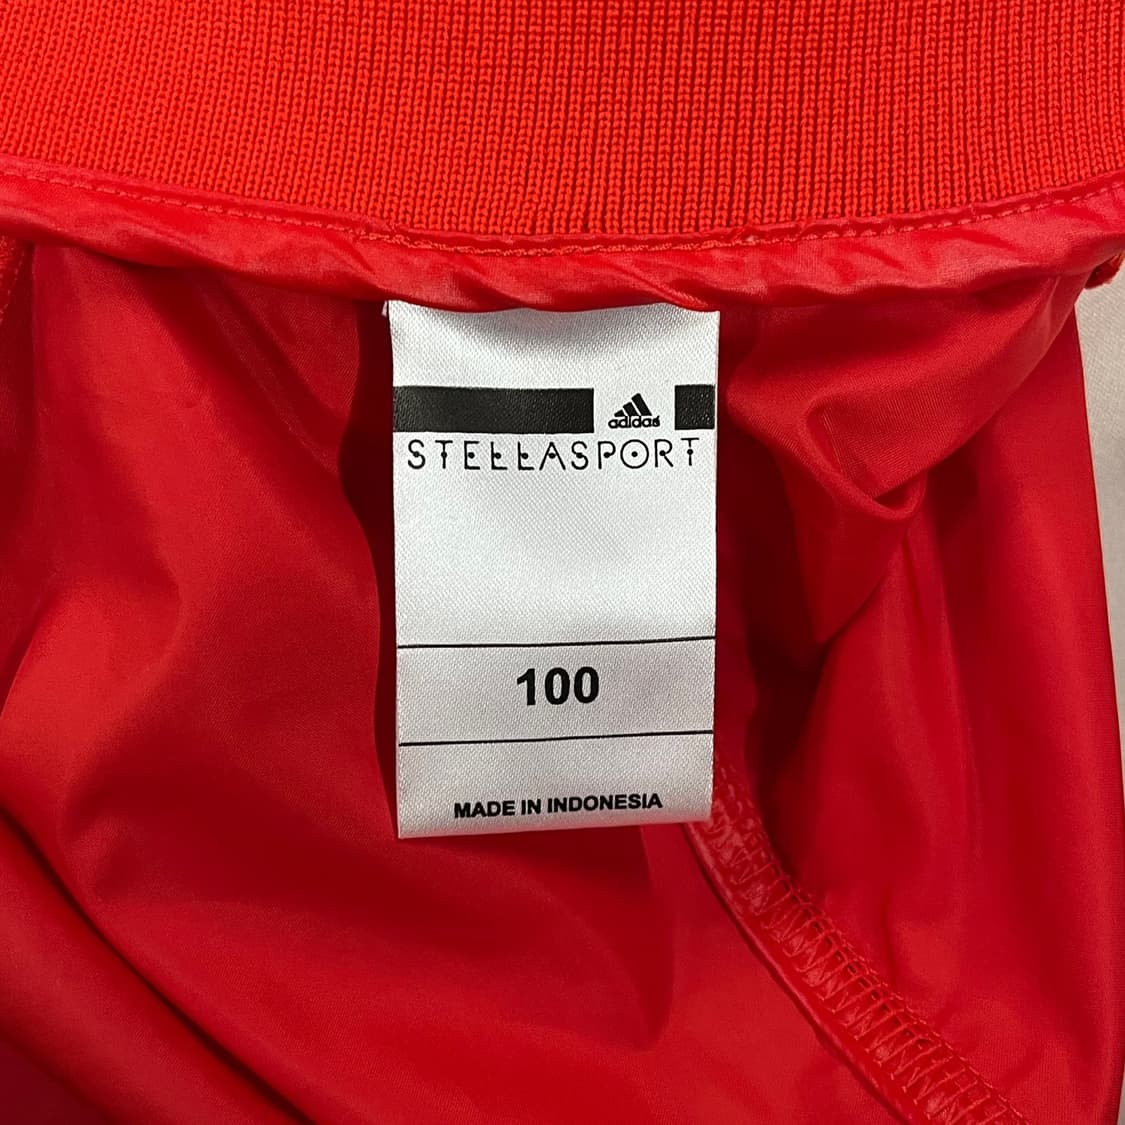 adidas
STELLASPORT
100
MADE IN INDONESIA